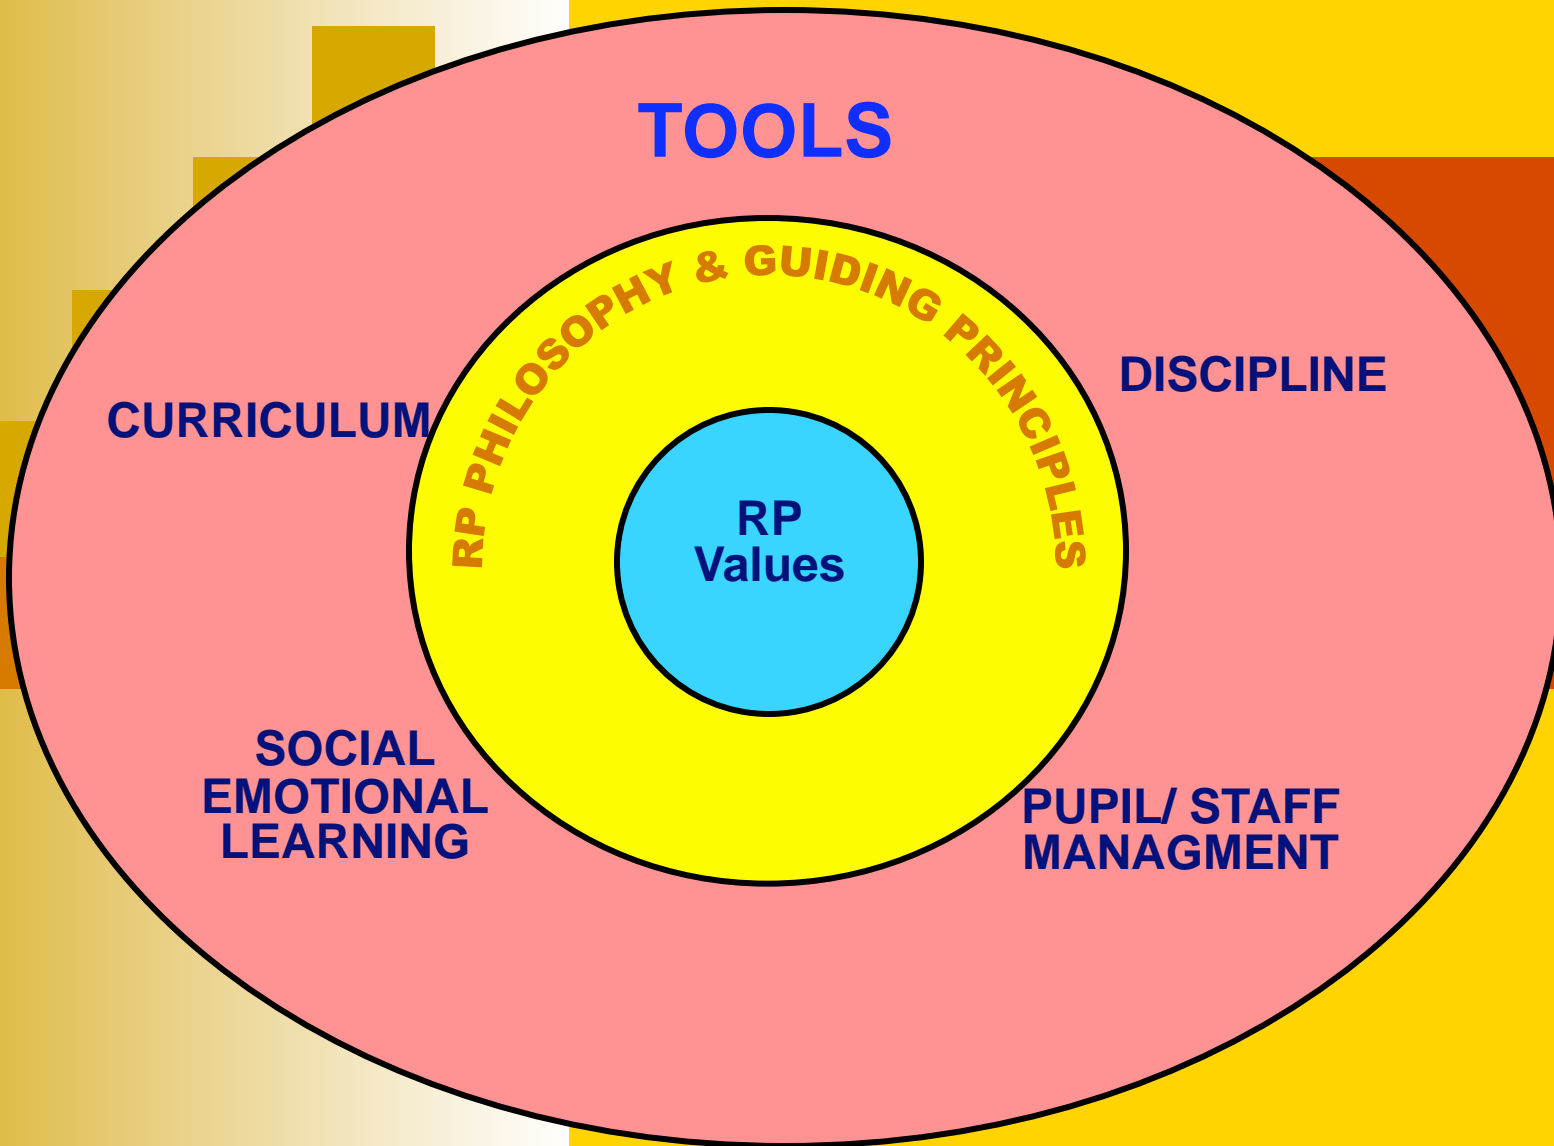 TOOLS
RP PHILOSOPHY & GUIDING PRINCIPLES
DISCIPLINE
CURRICULUM
RP
Values
SOCIAL
EMOTIONAL
LEARNING
PUPIL/ STAFF
MANAGMENT